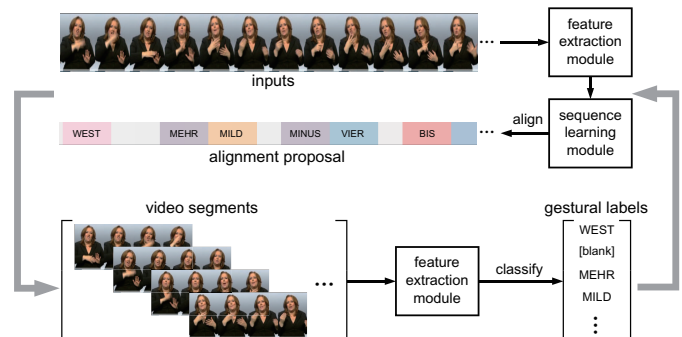 feature
extraction
module
inputs
...
sequence
learning
module
align
...
WEST MEHR MILD MINUS VIER BIS
alignment proposal
video segments
gestural labels
WEST
[blank]
MEHR
MILD
...
feature
extraction
module
classify
...